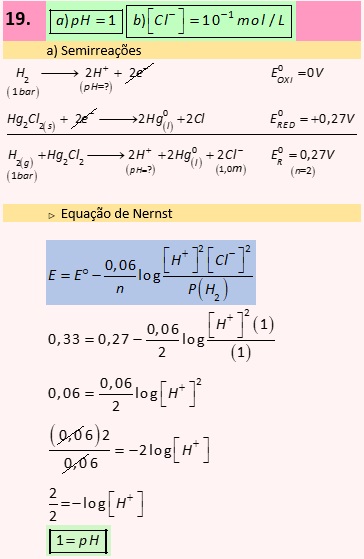 19. a) pH = 1 b) [Cl⁻] = 10⁻¹ mol / L
a) Semirreações
H₂ ⟶ 2H⁺ + 2e⁻ E⁰OXI = 0V
(1bar) (pH=?)
Hg₂Cl₂(s) + 2e⁻ ⟶ 2Hg⁰(l) + 2Cl E⁰RED = +0,27V
H₂(g) + Hg₂Cl₂ ⟶ 2H⁺ + 2Hg⁰(l) + 2Cl⁻ E⁰R = 0,27V
(1bar) (pH=?) (1,0m) (n=2)
▷ Equação de Nernst
E = E° − 0,06/n log [H⁺]² [Cl⁻]² / P(H₂)
0,33 = 0,27 − 0,06/2 log [H⁺]² (1) / (1)
0,06 = 0,06/2 log [H⁺]²
(0,06) 2 / 0,06 = −2 log [H⁺]
2/2 = − log [H⁺]
1 = pH